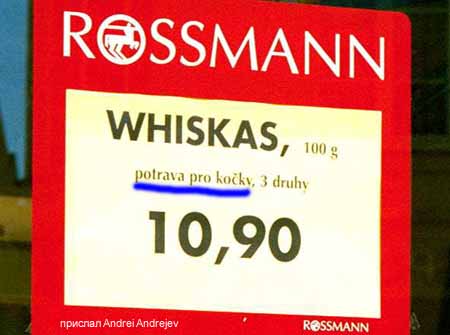 ROSSMANN
WHISKAS, 100 g
potrava pro kočky, 3 druhy
10,90
прислал Andrei Andrejev
ROSSMANN